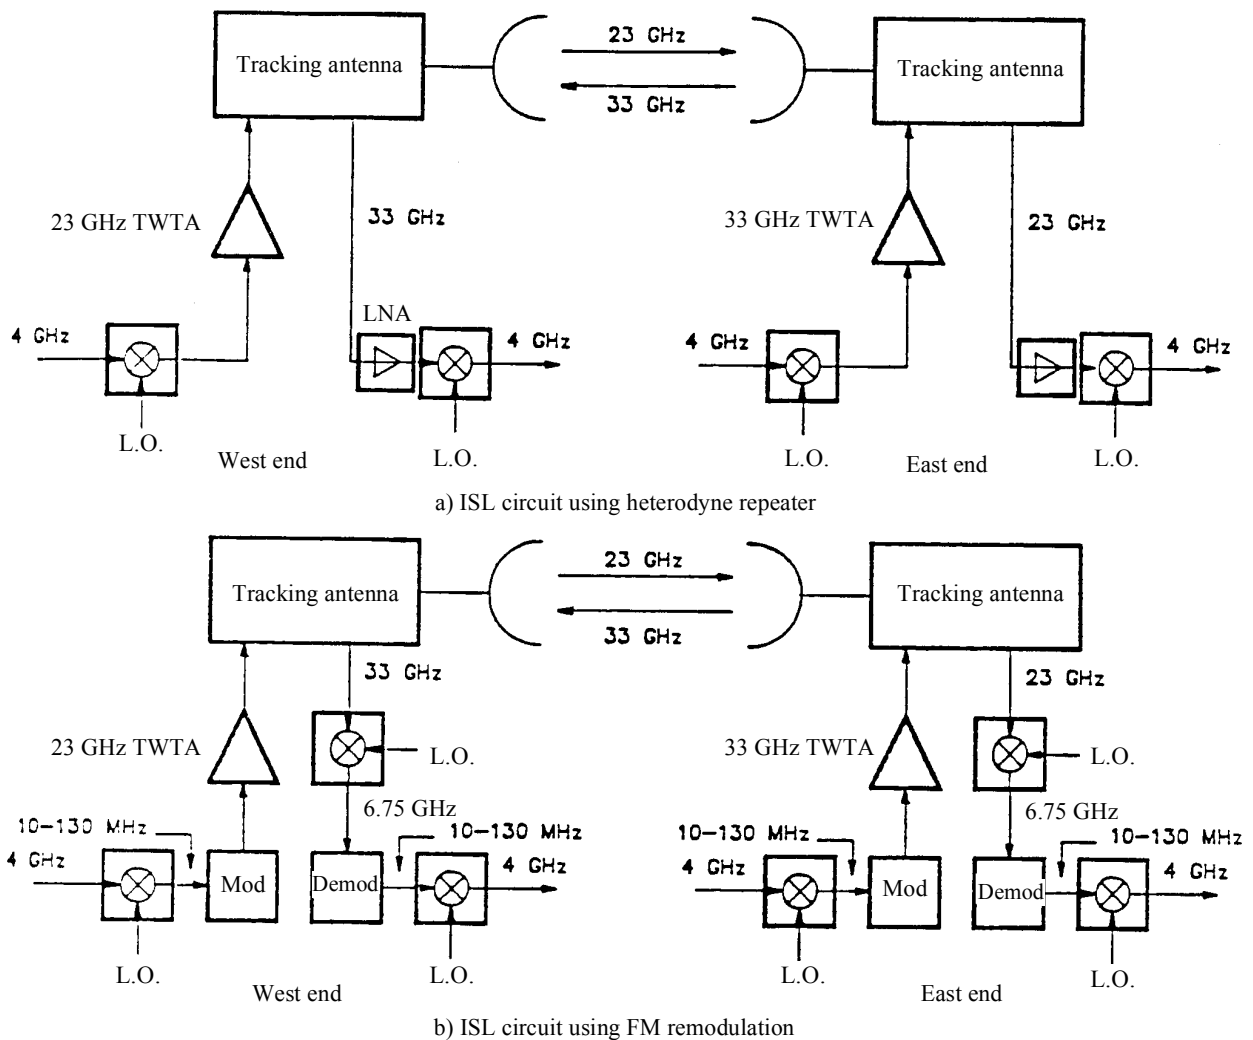 23 GHz
Tracking antenna
Tracking antenna
33 GHz
23 GHz TWTA
33 GHz
33 GHz TWTA
23 GHz
LNA
4 GHz
4 GHz
4 GHz
4 GHz
L.O.
L.O.
L.O.
L.O.
West end
East end
a) ISL circuit using heterodyne repeater
23 GHz
Tracking antenna
Tracking antenna
33 GHz
33 GHz
23 GHz
23 GHz TWTA
L.O.
33 GHz TWTA
L.O.
6.75 GHz
6.75 GHz
10-130 MHz
10-130 MHz
10-130 MHz
10-130 MHz
4 GHz
4 GHz
4 GHz
4 GHz
Mod
Demod
Mod
Demod
L.O.
L.O.
L.O.
L.O.
West end
East end
b) ISL circuit using FM remodulation